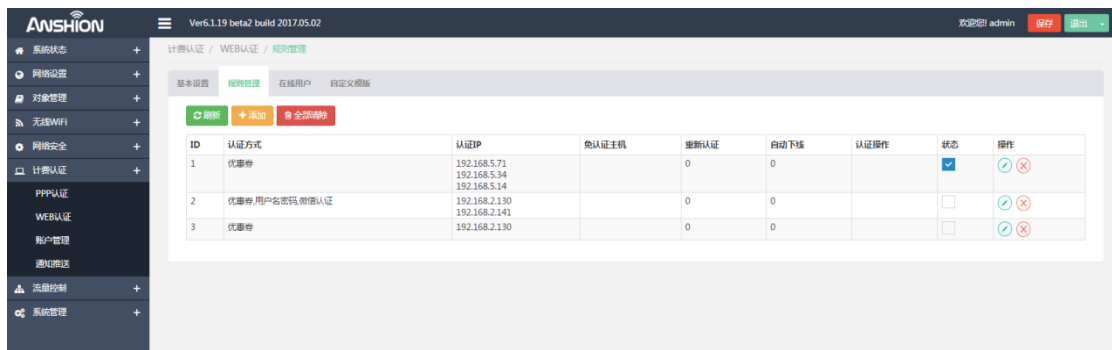 ANSHION
Ver6.1.19 beta2 build 2017.05.02
欢迎您! admin
保存
退出
系统状态
网络设置
对象管理
无线WiFi
网络安全
计费认证
PPP认证
WEB认证
账户管理
通知推送
流量控制
系统管理
计费认证 / WEB认证 / 规则管理
基本设置 规则管理 在线用户 自定义模版
刷新 添加 全部清除
ID 认证方式 认证IP 免认证主机 重新认证 自动下线 认证操作 状态 操作
1 优惠券 192.168.5.71 0 0
192.168.5.34
192.168.5.14
2 优惠券,用户名密码,微信认证 192.168.2.130 0 0
192.168.2.141
3 优惠券 192.168.2.130 0 0